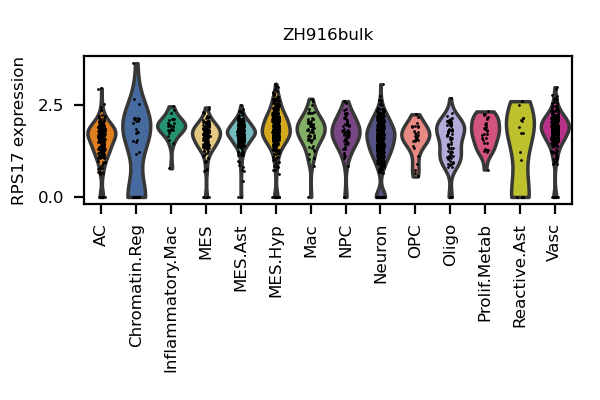 ZH916bulk
RPS17 expression
2.5
0.0
AC
Chromatin.Reg
Inflammatory.Mac
MES
MES.Ast
MES.Hyp
Mac
NPC
Neuron
OPC
Oligo
Prolif.Metab
Reactive.Ast
Vasc